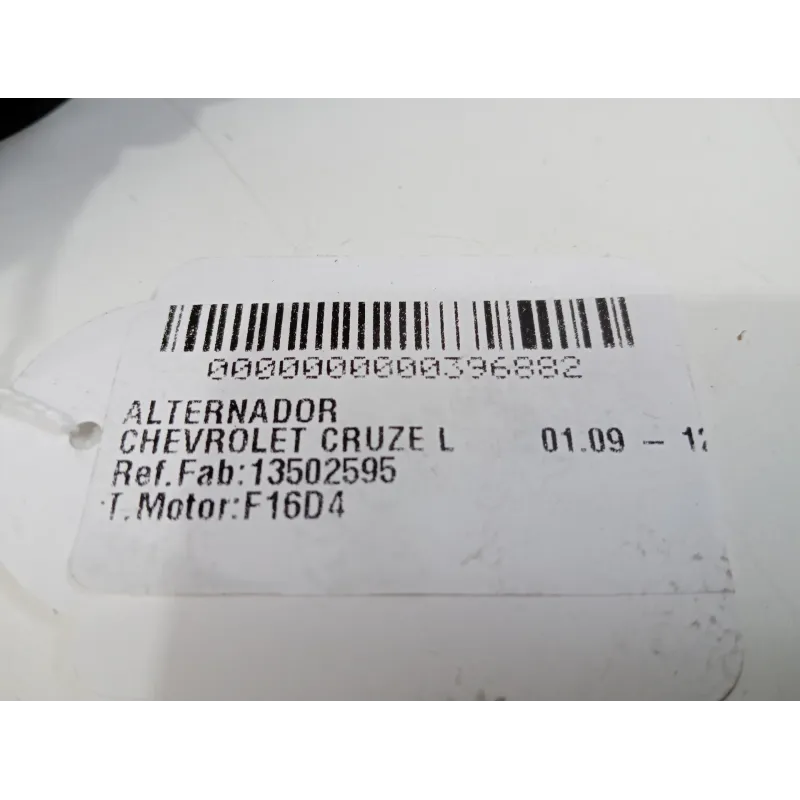 0000000000396882
ALTERNADOR
CHEVROLET CRUZE L 01.09 -
Ref.Fab:13502595
T.Motor:F16D4